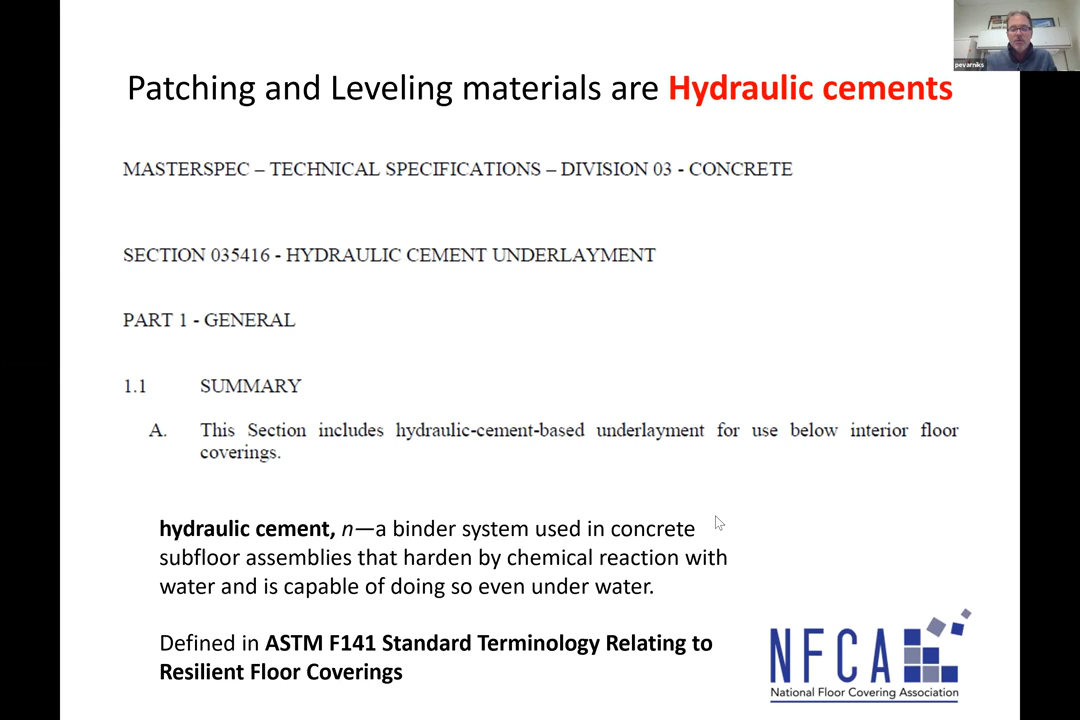 pevarniks
Patching and Leveling materials are Hydraulic cements
MASTERSPEC – TECHNICAL SPECIFICATIONS – DIVISION 03 - CONCRETE
SECTION 035416 - HYDRAULIC CEMENT UNDERLAYMENT
PART 1 - GENERAL
1.1 SUMMARY
A. This Section includes hydraulic-cement-based underlayment for use below interior floor
coverings.
hydraulic cement, n—a binder system used in concrete
subfloor assemblies that harden by chemical reaction with
water and is capable of doing so even under water.
Defined in ASTM F141 Standard Terminology Relating to
Resilient Floor Coverings
NFCA
National Floor Covering Association